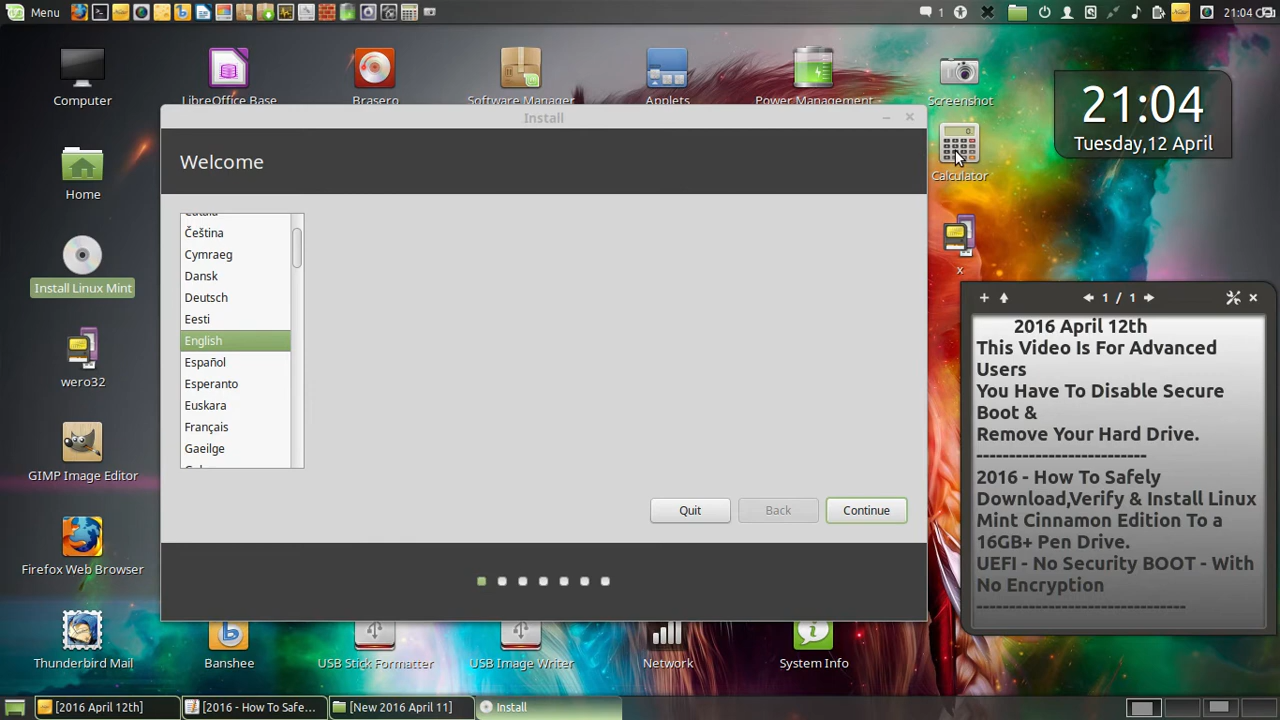 Menu
1
21:04
Computer
LibreOffice Base
Brasero
Software Manager
Applets
Power Management
Screenshot
21:04
Tuesday,12 April
Install
Calculator
Welcome
Home
Català
Čeština
Cymraeg
Dansk
Deutsch
Eesti
English
Español
Esperanto
Euskara
Français
Gaeilge
x
Install Linux Mint
1 / 1
2016 April 12th
This Video Is For Advanced
Users
You Have To Disable Secure
Boot &
Remove Your Hard Drive.
--------------------------
2016 - How To Safely
Download,Verify & Install Linux
Mint Cinnamon Edition To a
16GB+ Pen Drive.
UEFI - No Security BOOT - With
No Encryption
--------------------------------
wero32
GIMP Image Editor
Quit
Back
Continue
Firefox Web Browser
Thunderbird Mail
Banshee
USB Stick Formatter
USB Image Writer
Network
System Info
[2016 April 12th]
[2016 - How To Safe...
[New 2016 April 11]
Install